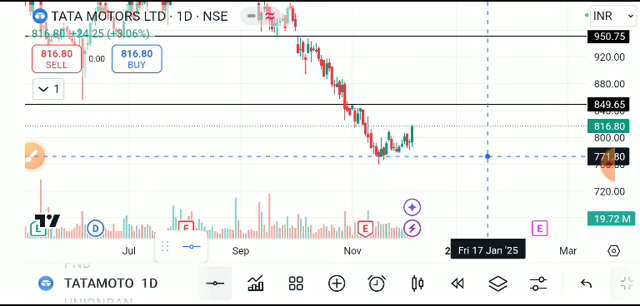 TATA MOTORS LTD · 1D · NSE
INR
816.80 +24.25 (+3.06%)
950.75
816.80
SELL
0.00
816.80
BUY
920.00
880.00
1
849.65
816.80
800.00
771.80
720.00
19.72 M
D
E
E
E
Jul
Sep
Nov
Fri 17 Jan '25
Mar
TATAMOTO 1D